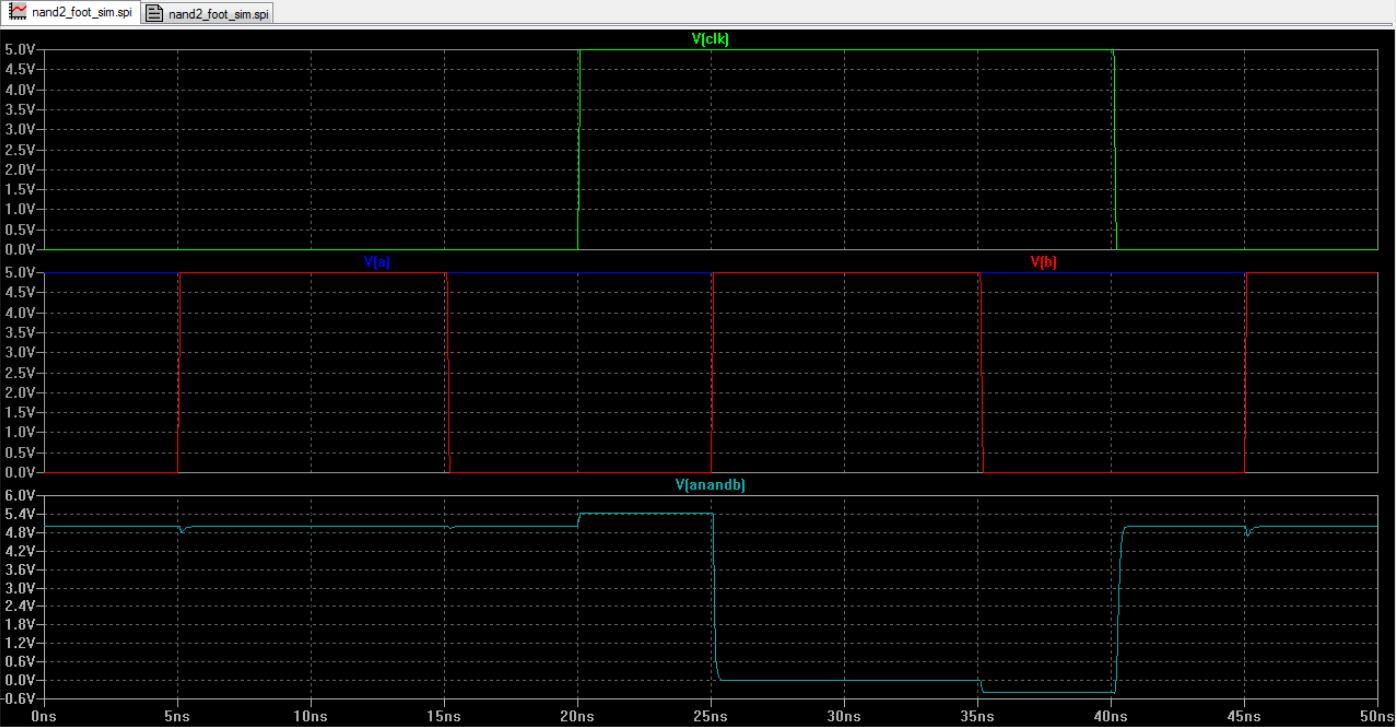 nand2_foot_sim.spi nand2_foot_sim.spi
V(clk)
5.0V
4.5V
4.0V
3.5V
3.0V
2.5V
2.0V
1.5V
1.0V
0.5V
0.0V
V(a) V(b)
5.0V
4.5V
4.0V
3.5V
3.0V
2.5V
2.0V
1.5V
1.0V
0.5V
0.0V
V(anandb)
6.0V
5.4V
4.8V
4.2V
3.6V
3.0V
2.4V
1.8V
1.2V
0.6V
0.0V
-0.6V
0ns 5ns 10ns 15ns 20ns 25ns 30ns 35ns 40ns 45ns 50ns